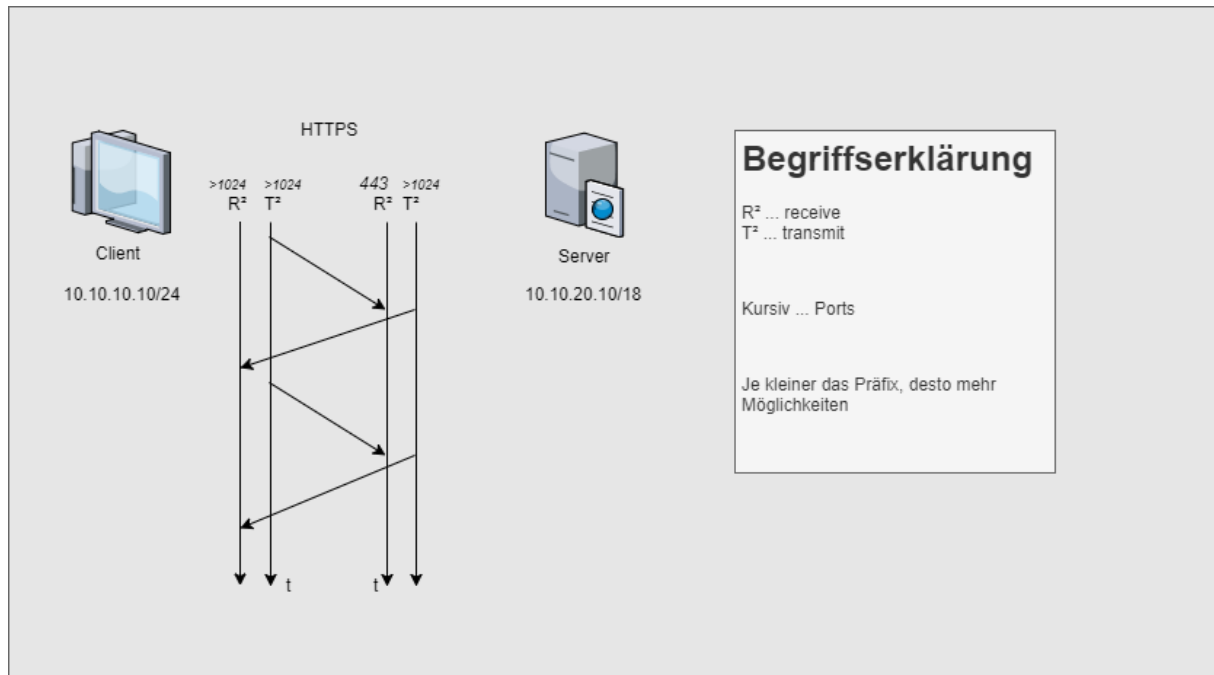 HTTPS
>1024 >1024 443 >1024
R² T² R² T²
Client
10.10.10.10/24
Server
10.10.20.10/18
t t
Begriffserklärung
R² ... receive
T² ... transmit
Kursiv ... Ports
Je kleiner das Präfix, desto mehr
Möglichkeiten